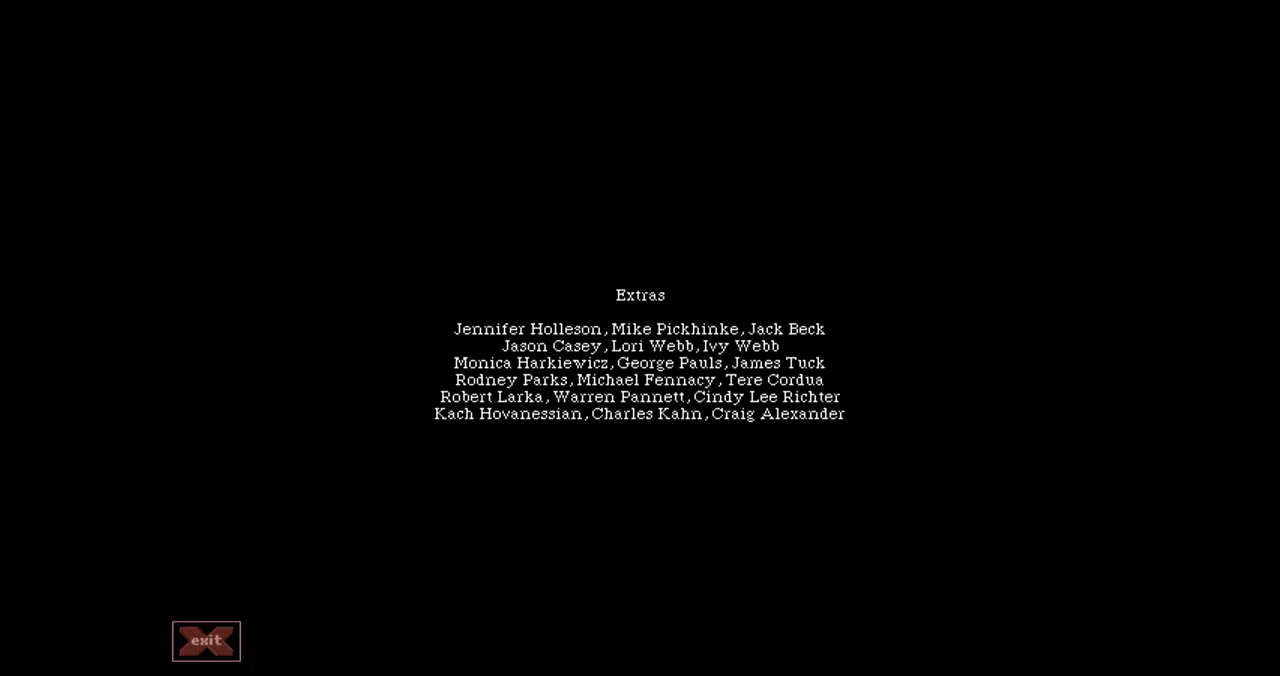 Extras
Jennifer Holleson, Mike Pickhinke, Jack Beck
Jason Casey, Lori Webb, Ivy Webb
Monica Harkiewicz, George Pauls, James Tuck
Rodney Parks, Michael Fennacy, Tere Cordua
Robert Larka, Warren Pannett, Cindy Lee Richter
Kach Hovanessian, Charles Kahn, Craig Alexander
exit